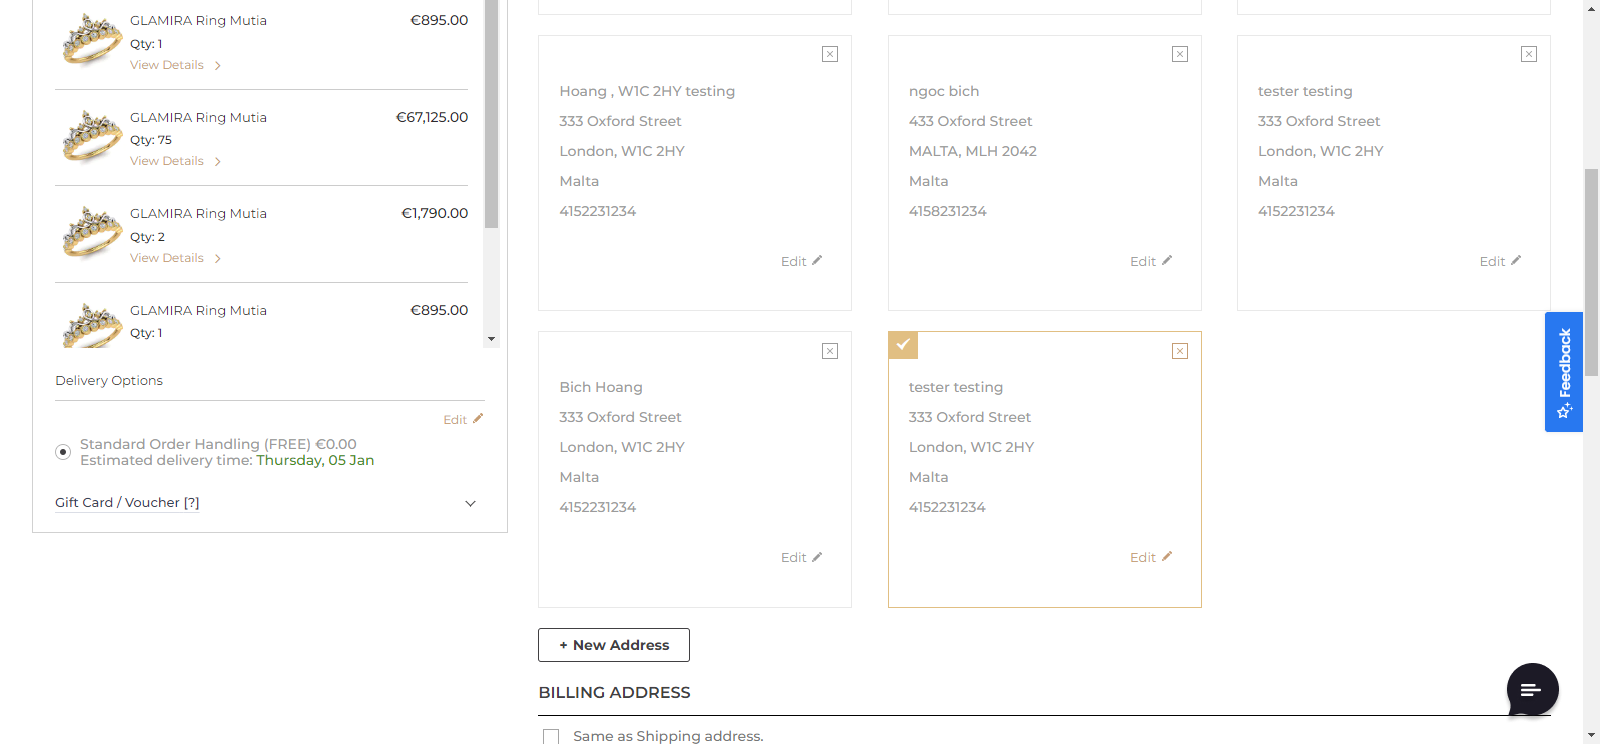 GLAMIRA Ring Mutia €895.00
Qty: 1
View Details
GLAMIRA Ring Mutia €67,125.00
Qty: 75
View Details
GLAMIRA Ring Mutia €1,790.00
Qty: 2
View Details
GLAMIRA Ring Mutia €895.00
Qty: 1
Delivery Options
Edit
Standard Order Handling (FREE) €0.00
Estimated delivery time: Thursday, 05 Jan
Gift Card / Voucher [?]
Hoang , W1C 2HY testing
333 Oxford Street
London, W1C 2HY
Malta
4152231234
Edit
ngoc bich
433 Oxford Street
MALTA, MLH 2042
Malta
4158231234
Edit
tester testing
333 Oxford Street
London, W1C 2HY
Malta
4152231234
Edit
Bich Hoang
333 Oxford Street
London, W1C 2HY
Malta
4152231234
Edit
tester testing
333 Oxford Street
London, W1C 2HY
Malta
4152231234
Edit
+ New Address
BILLING ADDRESS
Same as Shipping address.
Feedback